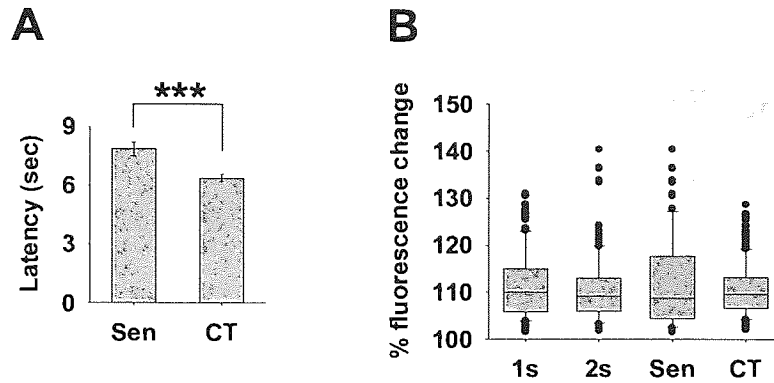 A
B
***
Latency (sec)
9
6
3
0
Sen CT
% fluorescence change
150
140
130
120
110
100
1s 2s Sen CT